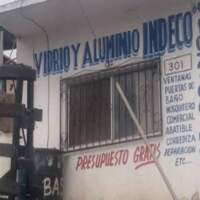 VIDRIO Y ALUMINIO INDECO
301
VENTANAS
PUERTAS DE
BAÑO
MOSQUITERO
COMERCIAL
ABATIBLE
CORREDIZA
REPARACION
ETC...
PRESUPUESTO GRATIS
BA